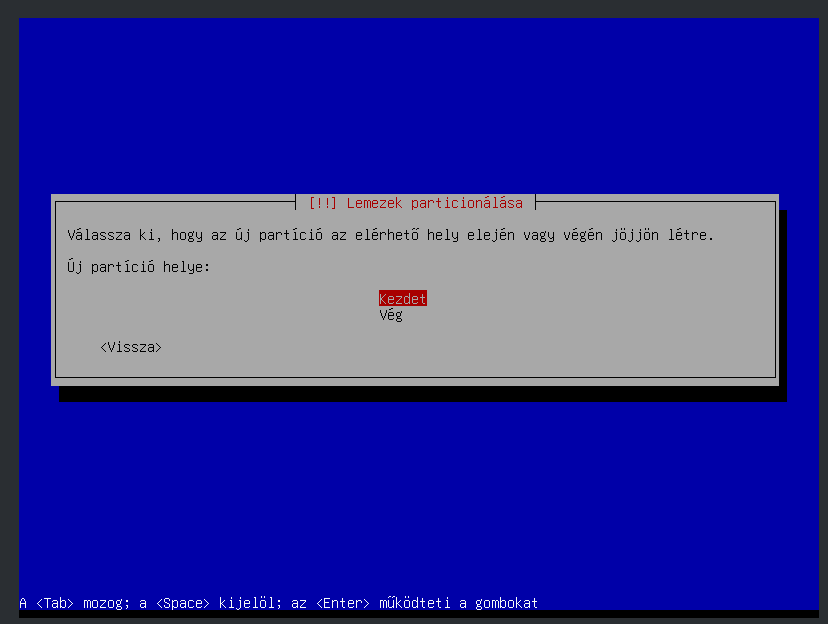 [!!] Lemezek particionálása
Válassza ki, hogy az új partíció az elérhető hely elején vagy végén jöjjön létre.
Új partíció helye:
Kezdet
Vég
<Vissza>
A <Tab> mozog; a <Space> kijelöl; az <Enter> működteti a gombokat